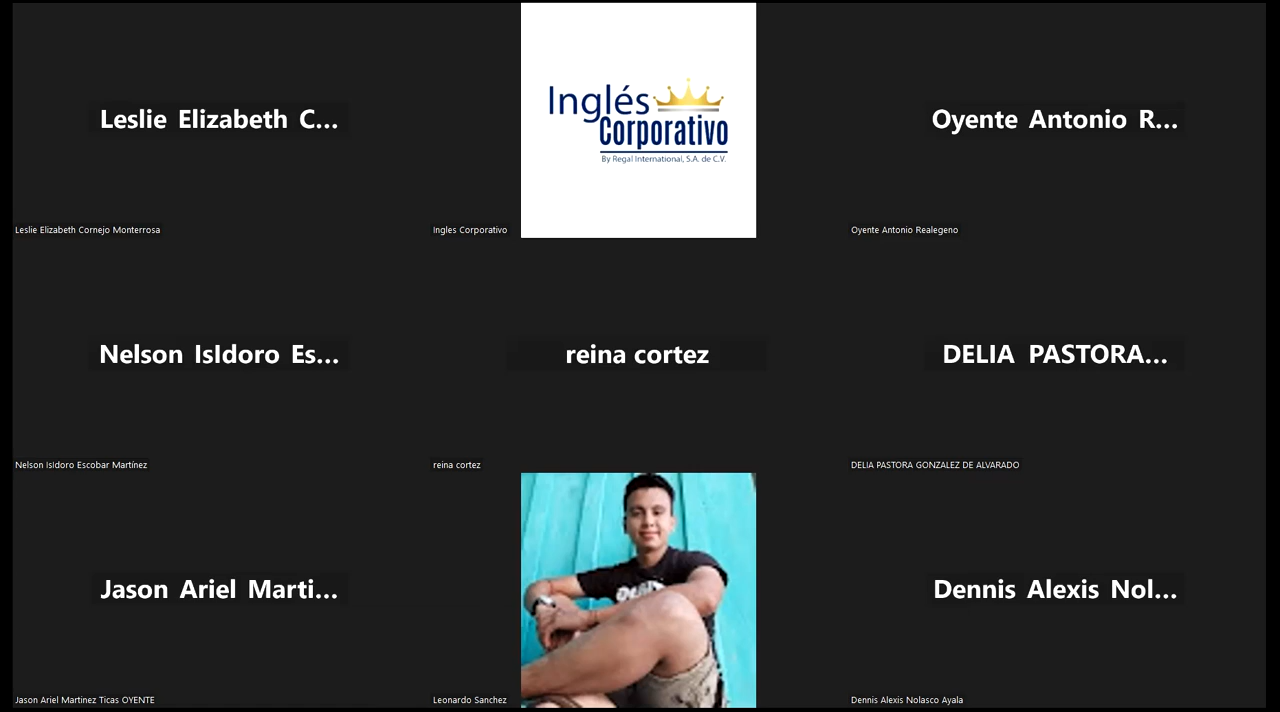 Leslie Elizabeth C...
Leslie Elizabeth Cornejo Monterrosa
Inglés
Corporativo
By Regal International, S.A. de C.V.
Ingles Corporativo
Oyente Antonio R...
Oyente Antonio Realegeno
Nelson IsIdoro Es...
Nelson IsIdoro Escobar Martínez
reina cortez
reina cortez
DELIA PASTORA...
DELIA PASTORA GONZALEZ DE ALVARADO
Jason Ariel Marti...
Jason Ariel Martinez Ticas OYENTE
Leonardo Sanchez
Dennis Alexis Nol...
Dennis Alexis Nolasco Ayala